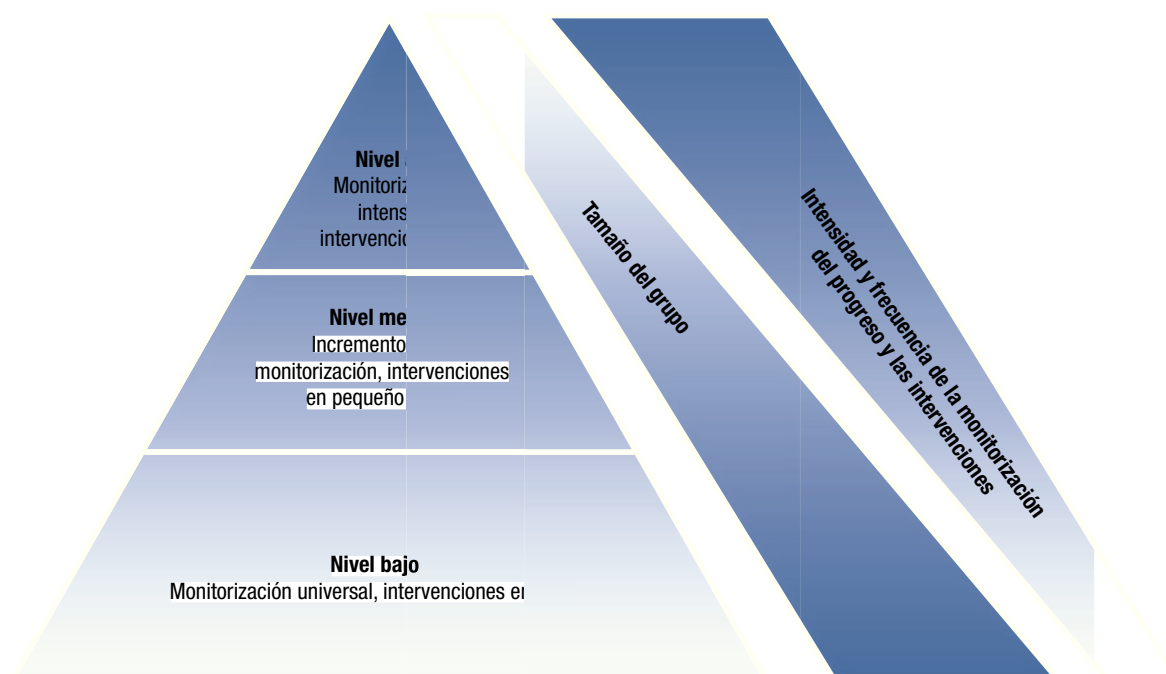 Nivel
Monitoriz
intens
intervencio
Nivel me
Incremento
monitorización, intervenciones
en pequeño
Nivel bajo
Monitorización universal, intervenciones en
Tamaño del grupo
Intensidad y frecuencia de la monitorización
del progreso y las intervenciones